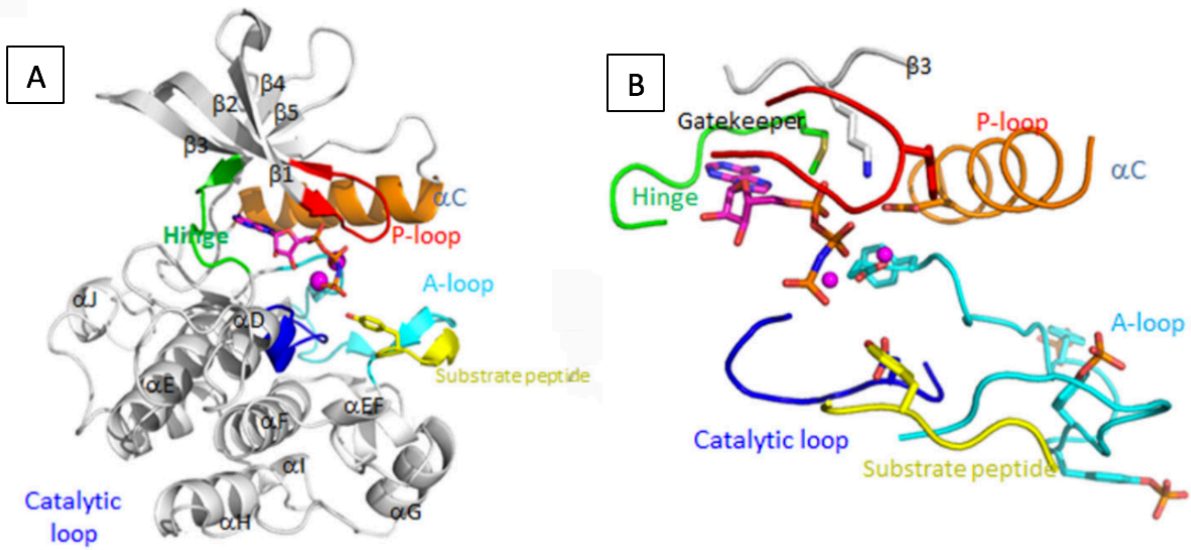 A
β4
β2
β5
β3
β1
αC
Hinge
P-loop
A-loop
αJ
αD
Substrate peptide
αE
αEF
αF
αI
Catalytic
loop
αH
αG
B
β3
Gatekeeper
P-loop
αC
Hinge
A-loop
Catalytic loop
Substrate peptide